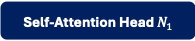 Self-Attention Head N₁